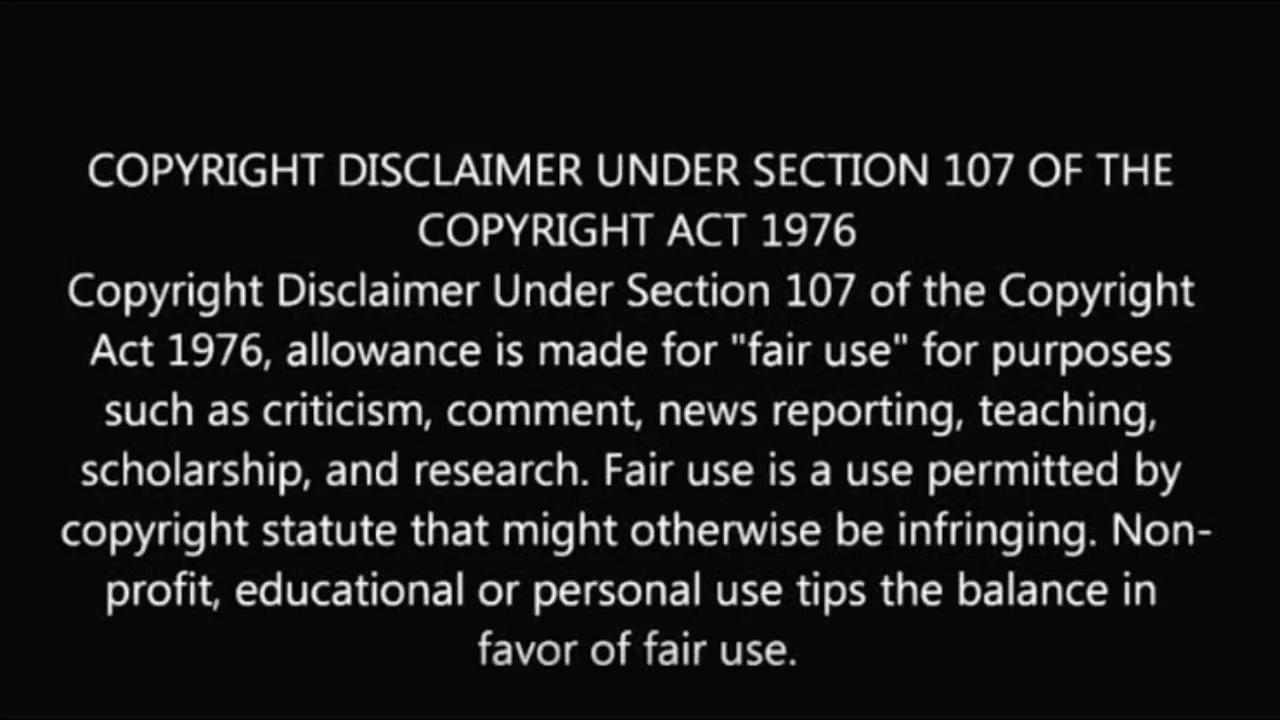 COPYRIGHT DISCLAIMER UNDER SECTION 107 OF THE
COPYRIGHT ACT 1976
Copyright Disclaimer Under Section 107 of the Copyright
Act 1976, allowance is made for "fair use" for purposes
such as criticism, comment, news reporting, teaching,
scholarship, and research. Fair use is a use permitted by
copyright statute that might otherwise be infringing. Non-
profit, educational or personal use tips the balance in
favor of fair use.